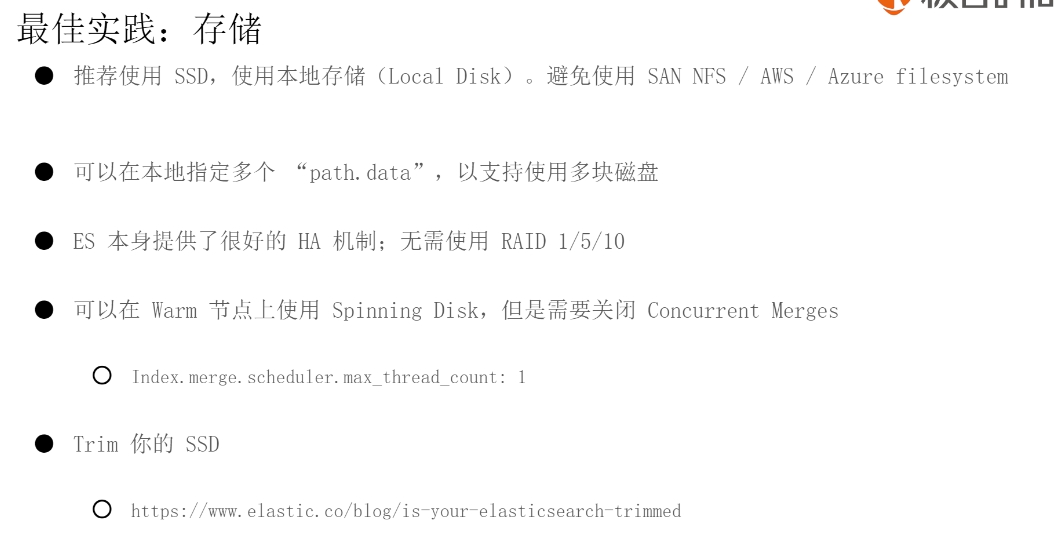 最佳实践：存储
● 推荐使用 SSD，使用本地存储（Local Disk）。避免使用 SAN NFS / AWS / Azure filesystem
● 可以在本地指定多个 “path.data”，以支持使用多块磁盘
● ES 本身提供了很好的 HA 机制；无需使用 RAID 1/5/10
● 可以在 Warm 节点上使用 Spinning Disk，但是需要关闭 Concurrent Merges
○ Index.merge.scheduler.max_thread_count: 1
● Trim 你的 SSD
○ https://www.elastic.co/blog/is-your-elasticsearch-trimmed